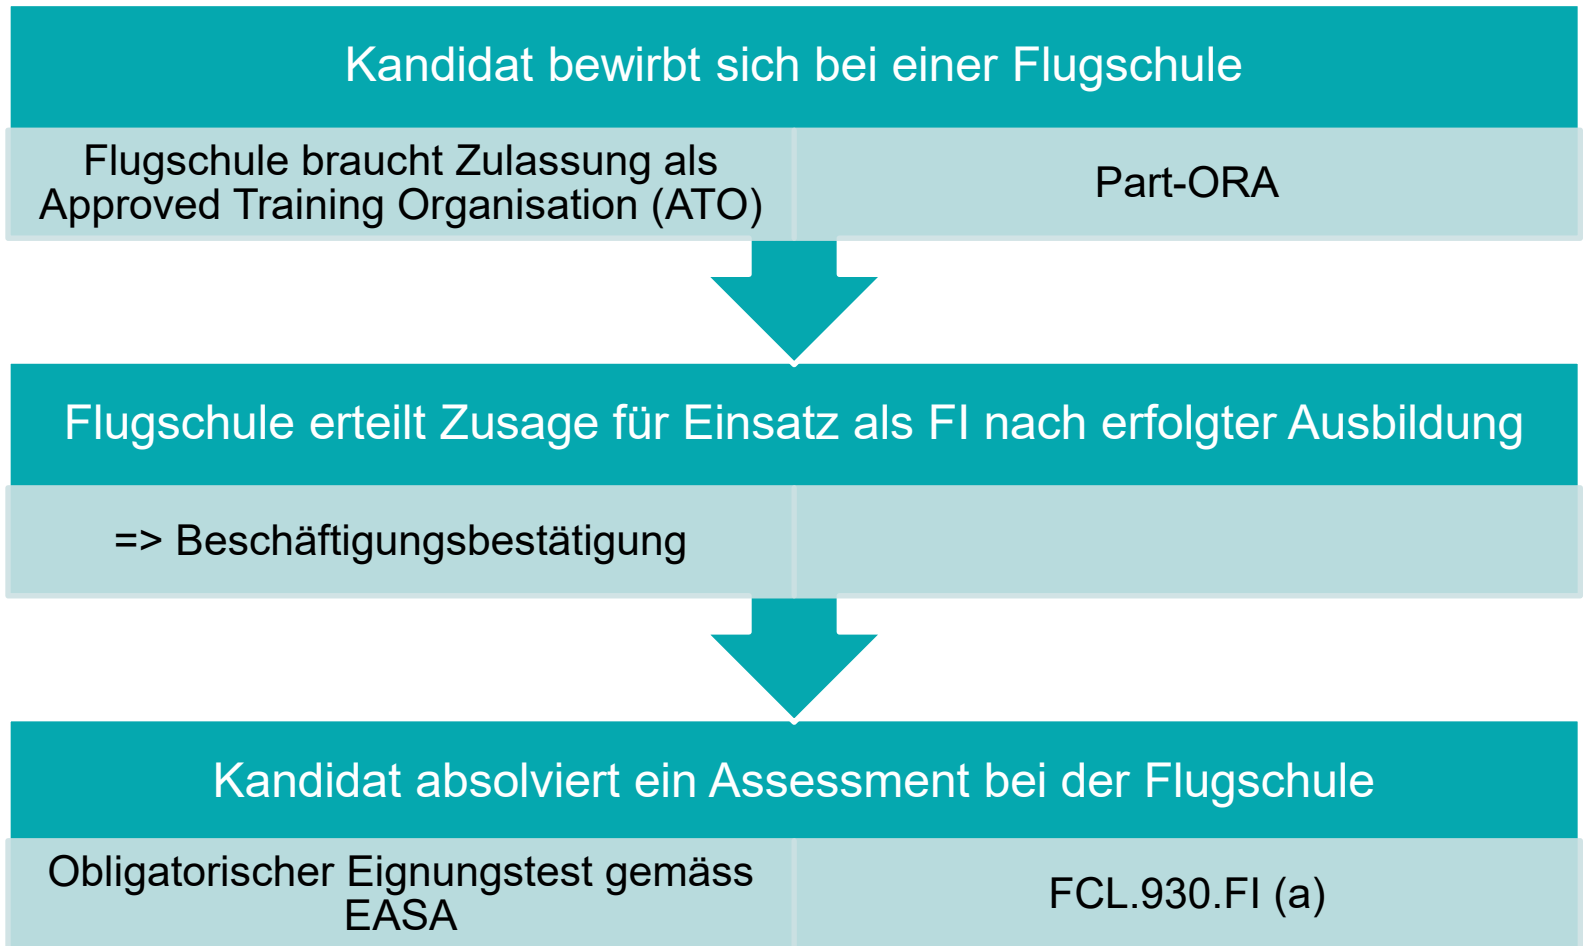 Kandidat bewirbt sich bei einer Flugschule
Flugschule braucht Zulassung als
Approved Training Organisation (ATO)
Part-ORA
Flugschule erteilt Zusage für Einsatz als FI nach erfolgter Ausbildung
=> Beschäftigungsbestätigung
Kandidat absolviert ein Assessment bei der Flugschule
Obligatorischer Eignungstest gemäss
EASA
FCL.930.FI (a)